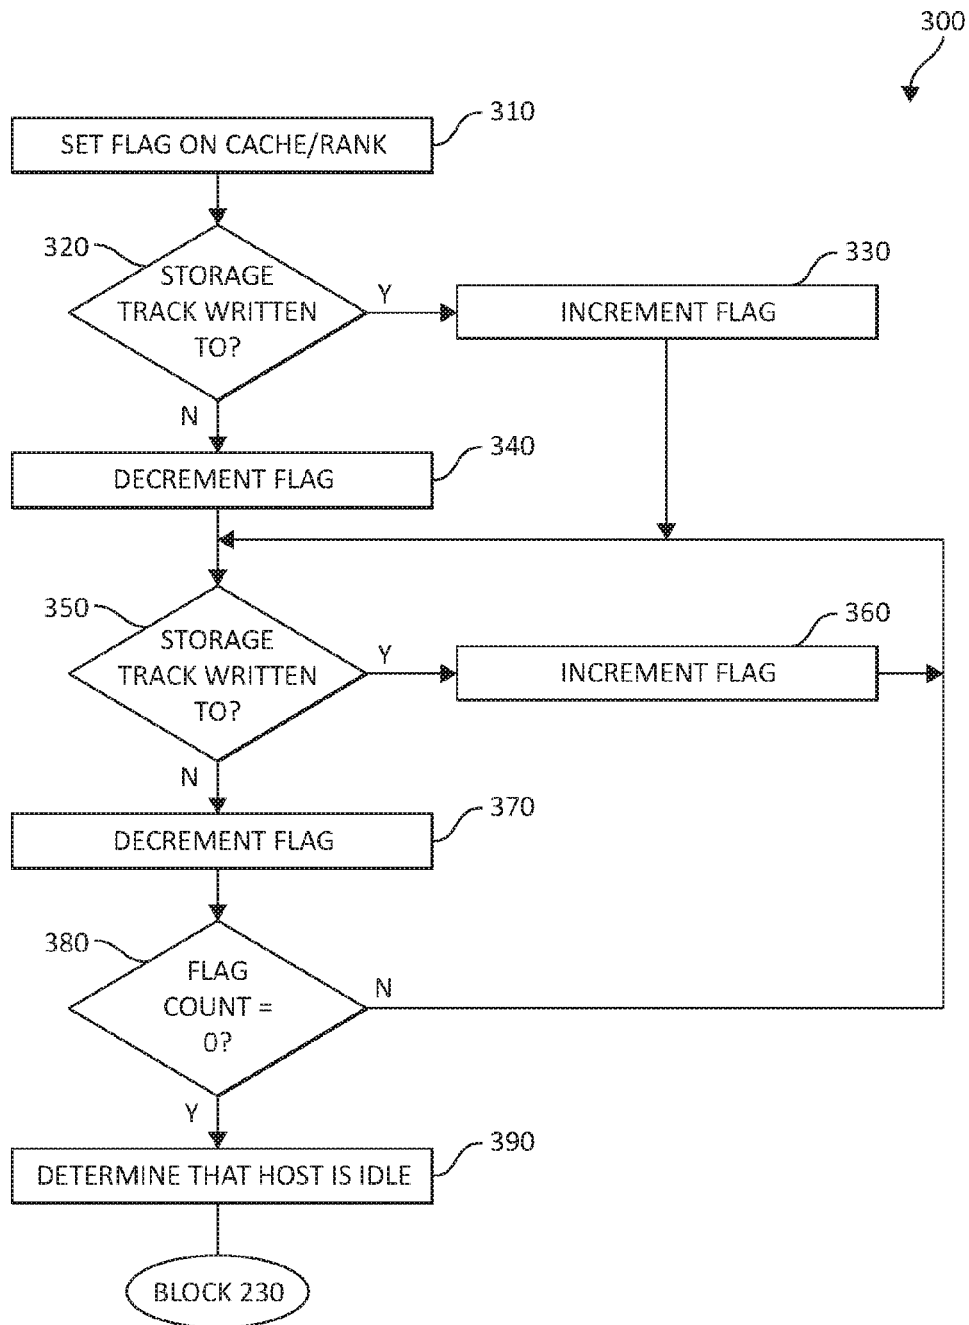 300
310
SET FLAG ON CACHE/RANK
320
STORAGE
TRACK WRITTEN
TO?
Y
330
INCREMENT FLAG
N
340
DECREMENT FLAG
350
STORAGE
TRACK WRITTEN
TO?
Y
360
INCREMENT FLAG
N
370
DECREMENT FLAG
380
FLAG
COUNT =
0?
N
Y
390
DETERMINE THAT HOST IS IDLE
BLOCK 230